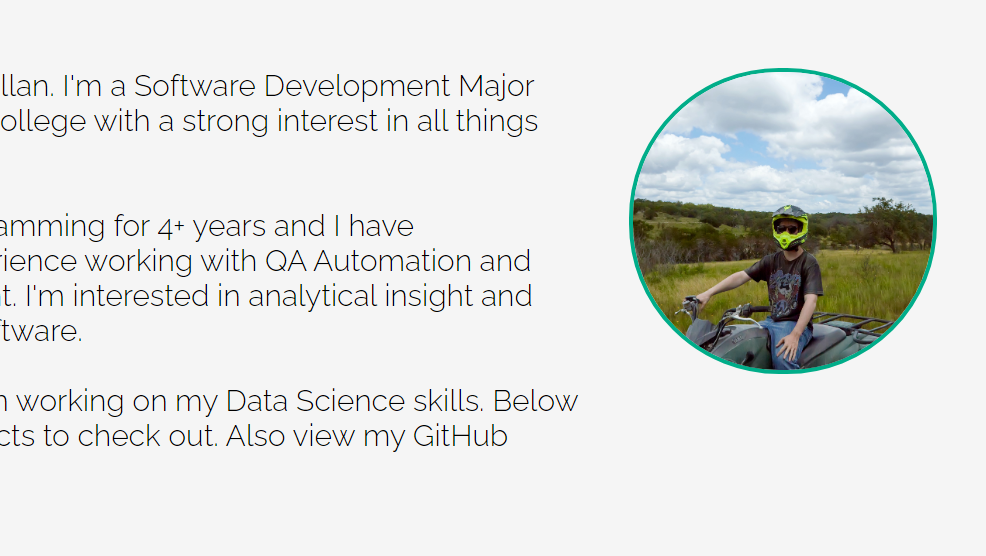 llan. I'm a Software Development Major
ollege with a strong interest in all things
amming for 4+ years and I have
rience working with QA Automation and
t. I'm interested in analytical insight and
ftware.
working on my Data Science skills. Below
cts to check out. Also view my GitHub